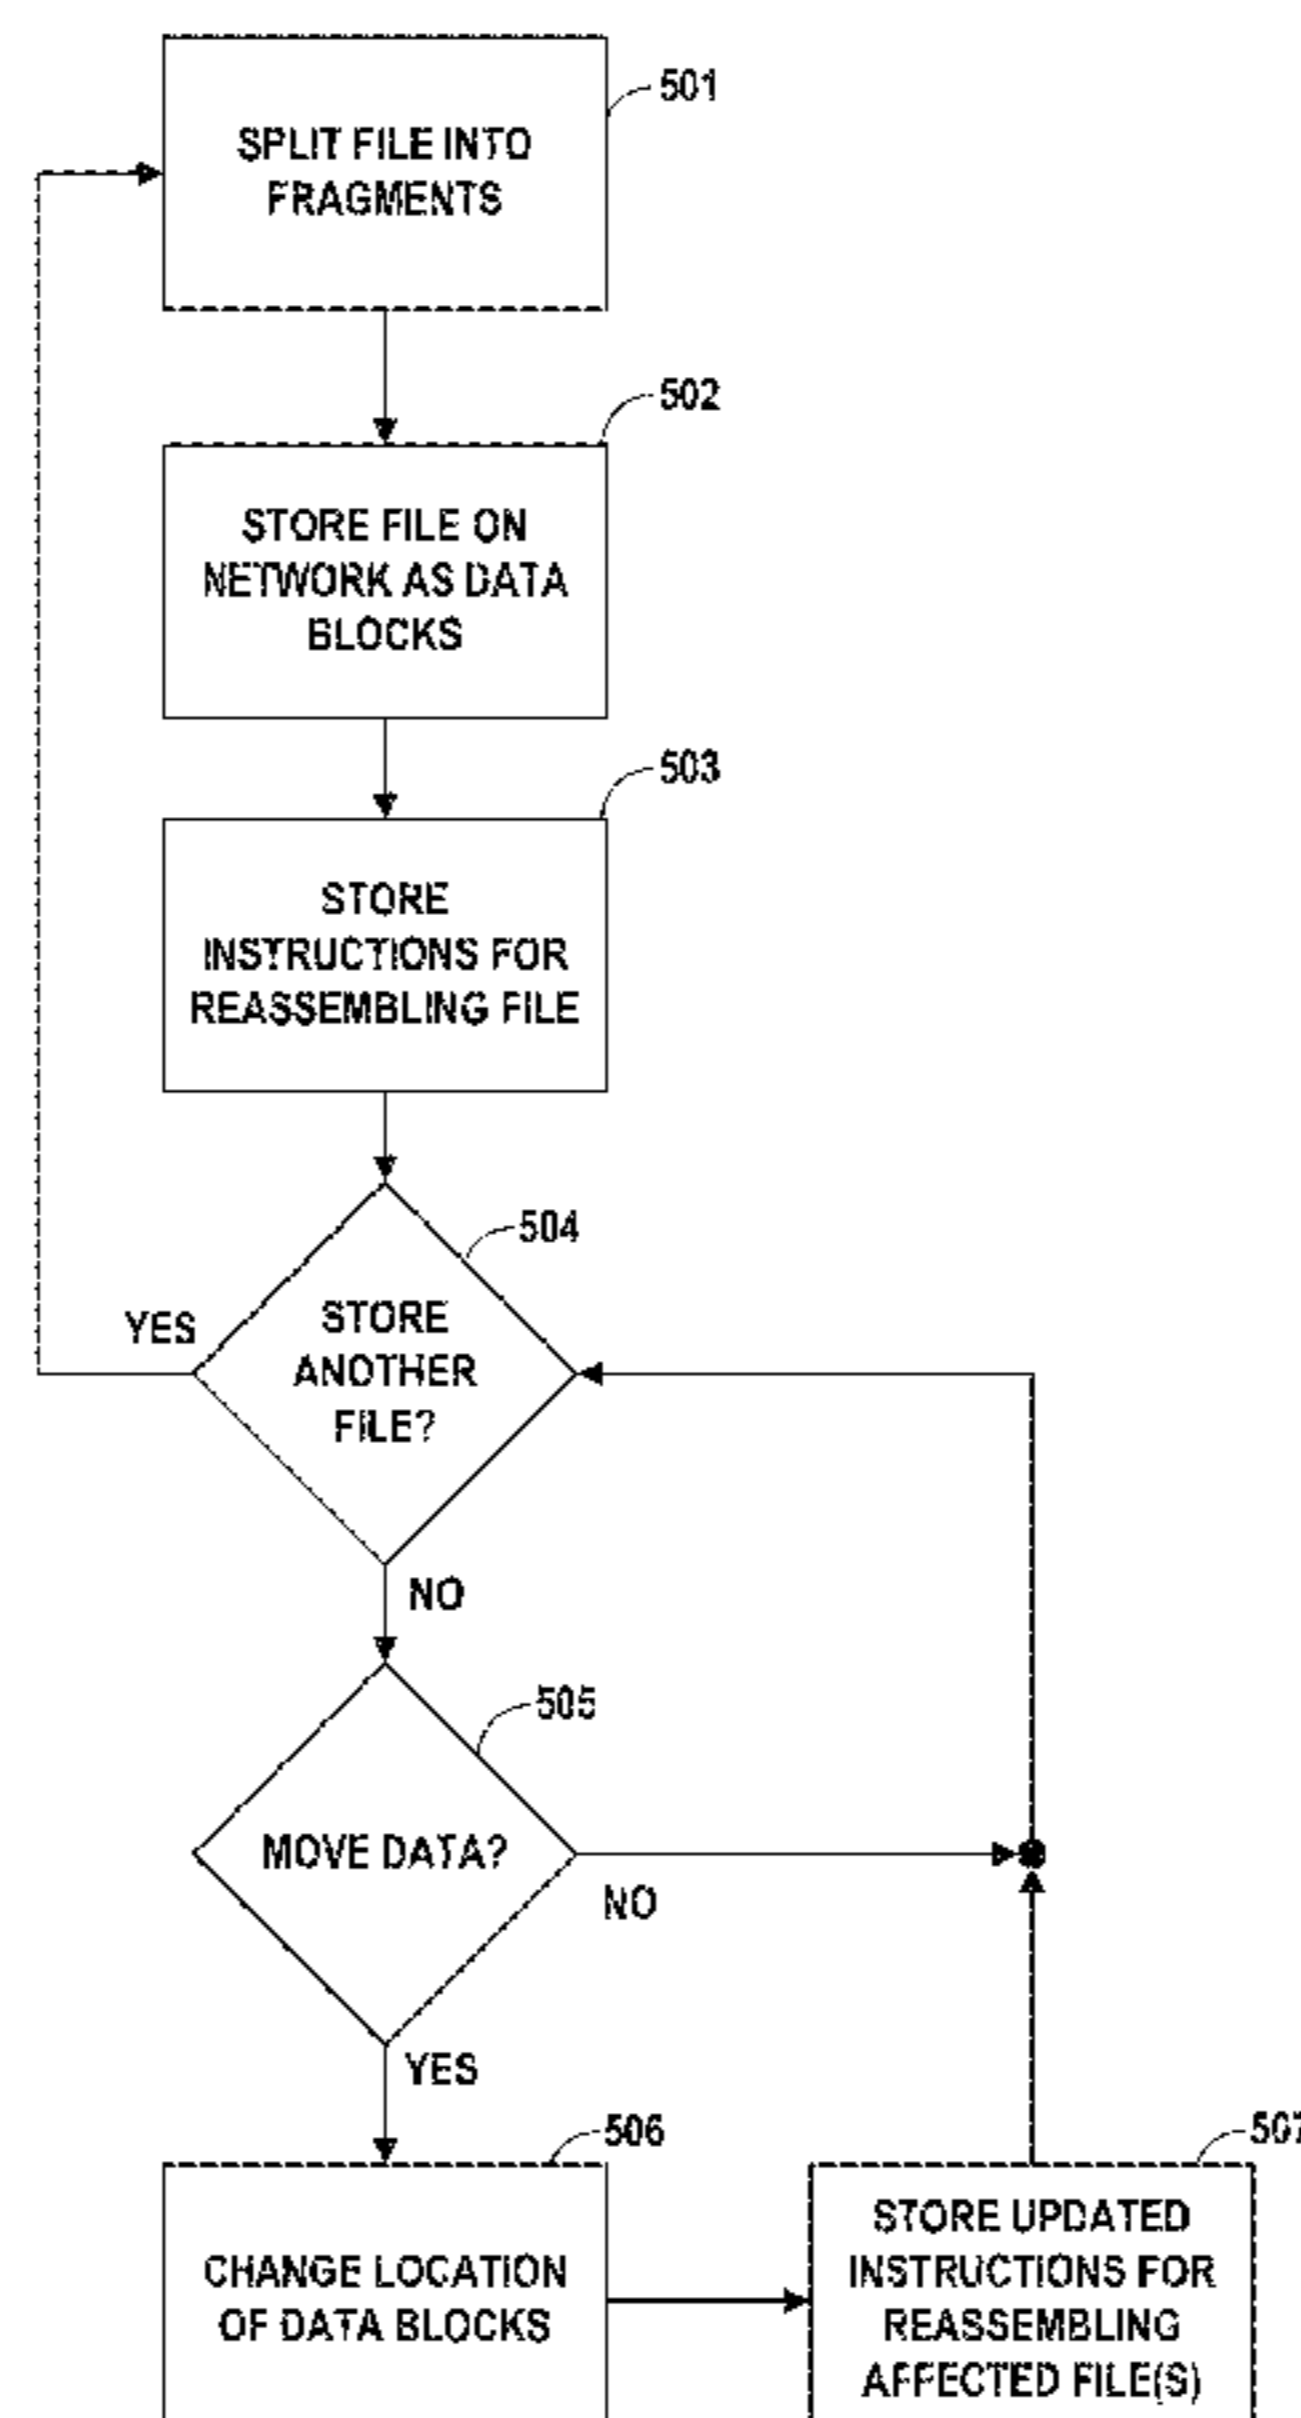 501
SPLIT FILE INTO
FRAGMENTS
502
STORE FILE ON
NETWORK AS DATA
BLOCKS
503
STORE
INSTRUCTIONS FOR
REASSEMBLING FILE
504
YES
STORE
ANOTHER
FILE?
NO
505
MOVE DATA?
NO
YES
506
507
CHANGE LOCATION
OF DATA BLOCKS
STORE UPDATED
INSTRUCTIONS FOR
REASSEMBLING
AFFECTED FILE(S)